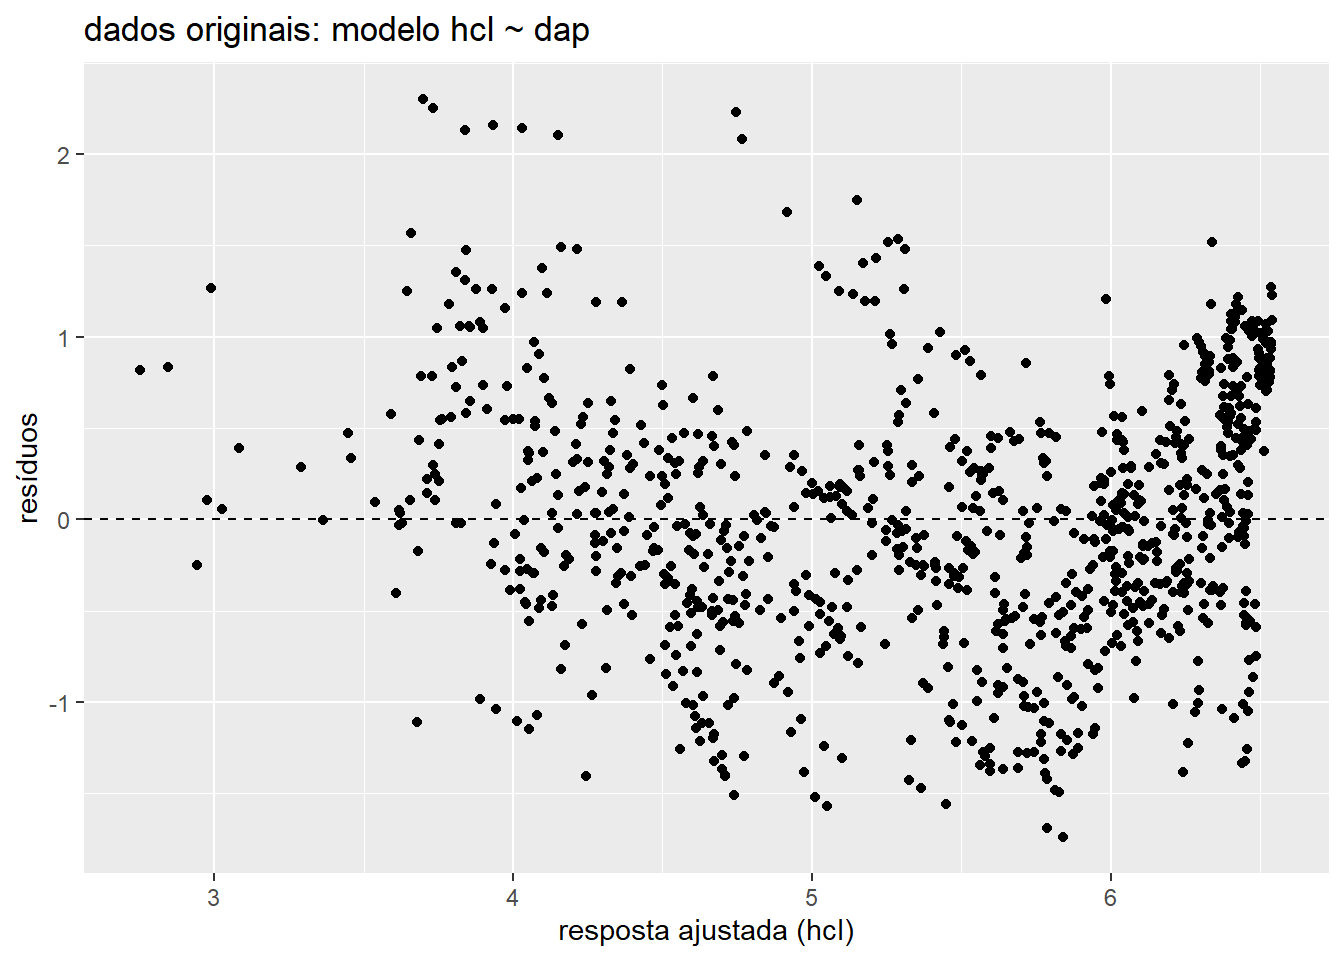 dados originais: modelo hcl ~ dap
resíduos
2
1
0
-1
3
4
5
6
resposta ajustada (hcl)